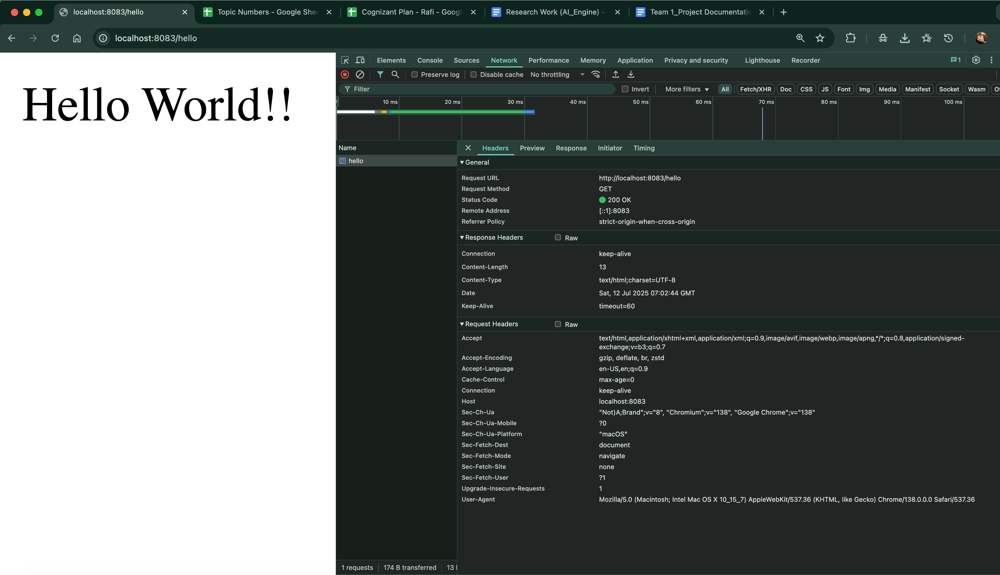 localhost:8083/hello
Topic Numbers - Google Shee
Cognizant Plan - Rafi - Googl
Research Work (AI_Engine) -
Team 1_Project Documentatio
localhost:8083/hello
Hello World!!
Elements Console Sources Network Performance Memory Application Privacy and security Lighthouse Recorder 1
Preserve log Disable cache No throttling
Filter Invert More filters All Fetch/XHR Doc CSS JS Font Img Media Manifest Socket Wasm
10 ms 20 ms 30 ms 40 ms 50 ms 60 ms 70 ms 80 ms 90 ms 100 ms
Name
hello
Headers Preview Response Initiator Timing
General
Request URL http://localhost:8083/hello
Request Method GET
Status Code 200 OK
Remote Address [::1]:8083
Referrer Policy strict-origin-when-cross-origin
Response Headers Raw
Connection keep-alive
Content-Length 13
Content-Type text/html;charset=UTF-8
Date Sat, 12 Jul 2025 07:02:44 GMT
Keep-Alive timeout=60
Request Headers Raw
Accept text/html,application/xhtml+xml,application/xml;q=0.9,image/avif,image/webp,image/apng,*/*;q=0.8,application/signed-
exchange;v=b3;q=0.7
Accept-Encoding gzip, deflate, br, zstd
Accept-Language en-US,en;q=0.9
Cache-Control max-age=0
Connection keep-alive
Host localhost:8083
Sec-Ch-Ua "Not)A;Brand";v="8", "Chromium";v="138", "Google Chrome";v="138"
Sec-Ch-Ua-Mobile ?0
Sec-Ch-Ua-Platform "macOS"
Sec-Fetch-Dest document
Sec-Fetch-Mode navigate
Sec-Fetch-Site none
Sec-Fetch-User ?1
Upgrade-Insecure-Requests 1
User-Agent Mozilla/5.0 (Macintosh; Intel Mac OS X 10_15_7) AppleWebKit/537.36 (KHTML, like Gecko) Chrome/138.0.0.0 Safari/537.36
1 requests 174 B transferred 13